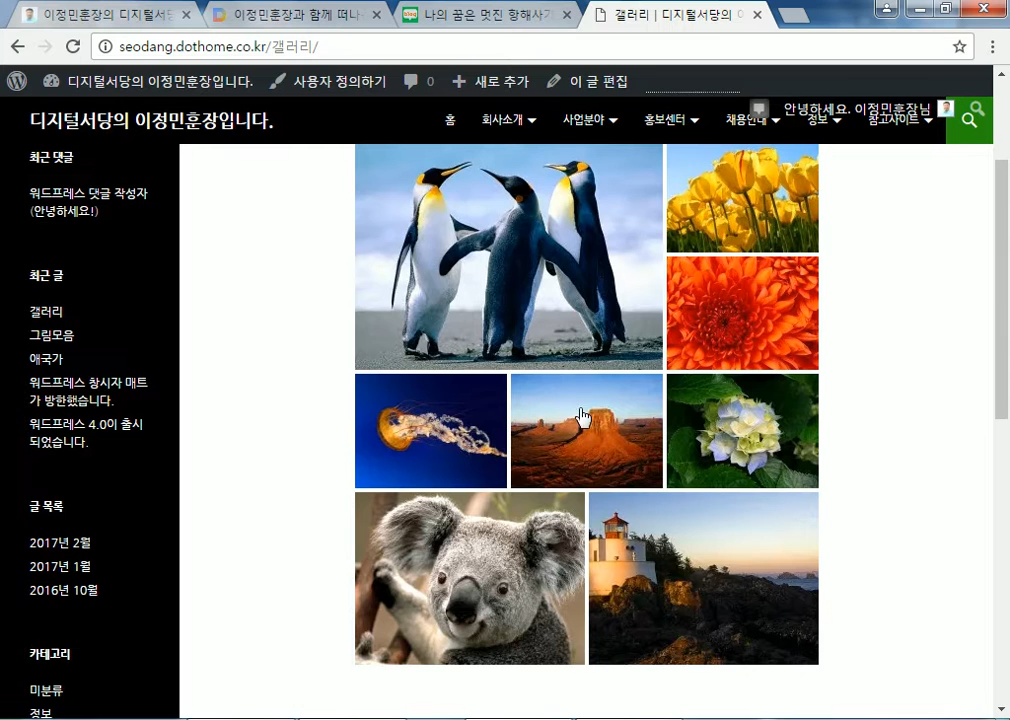 이정민훈장의 디지털서당
이정민훈장과 함께 떠나
나의 꿈은 멋진 항해사
갤러리 | 디지털서당의
seodang.dothome.co.kr/갤러리/
디지털서당의 이정민훈장입니다.
사용자 정의하기
0
새로 추가
이 글 편집
안녕하세요. 이정민훈장님
디지털서당의 이정민훈장입니다.
홈
회사소개
사업분야
홍보센터
채용안내
정보
참고사이트
최근 댓글
워드프레스 댓글 작성자
(안녕하세요!)
최근 글
갤러리
그림모음
애국가
워드프레스 창시자 매트
가 방한했습니다.
워드프레스 4.0이 출시
되었습니다.
글 목록
2017년 2월
2017년 1월
2016년 10월
카테고리
미분류
정보